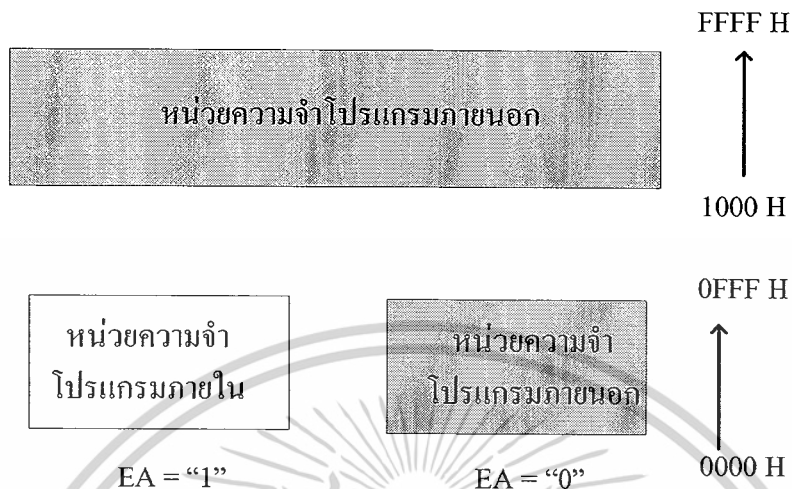 FFFF H
หน่วยความจำโปรแกรมภายนอก
1000 H
0FFF H
หน่วยความจำ
โปรแกรมภายใน
หน่วยความจำ
โปรแกรมภายนอก
EA = “1”
EA = “0”
0000 H